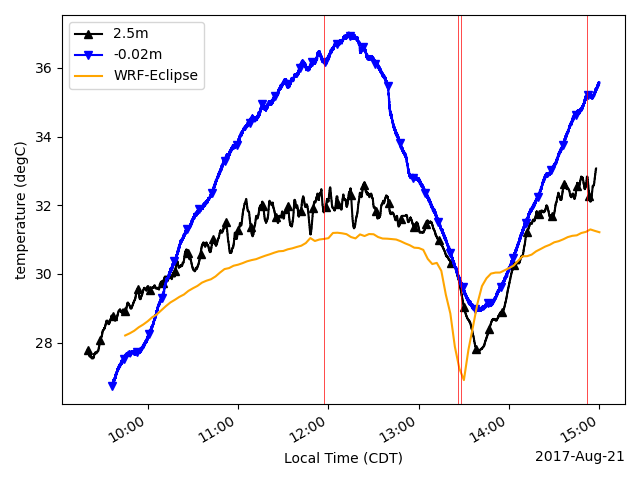 2.5m
-0.02m
WRF-Eclipse
temperature (degC)
36
34
32
30
28
10:00
11:00
12:00
13:00
14:00
15:00
Local Time (CDT)
2017-Aug-21